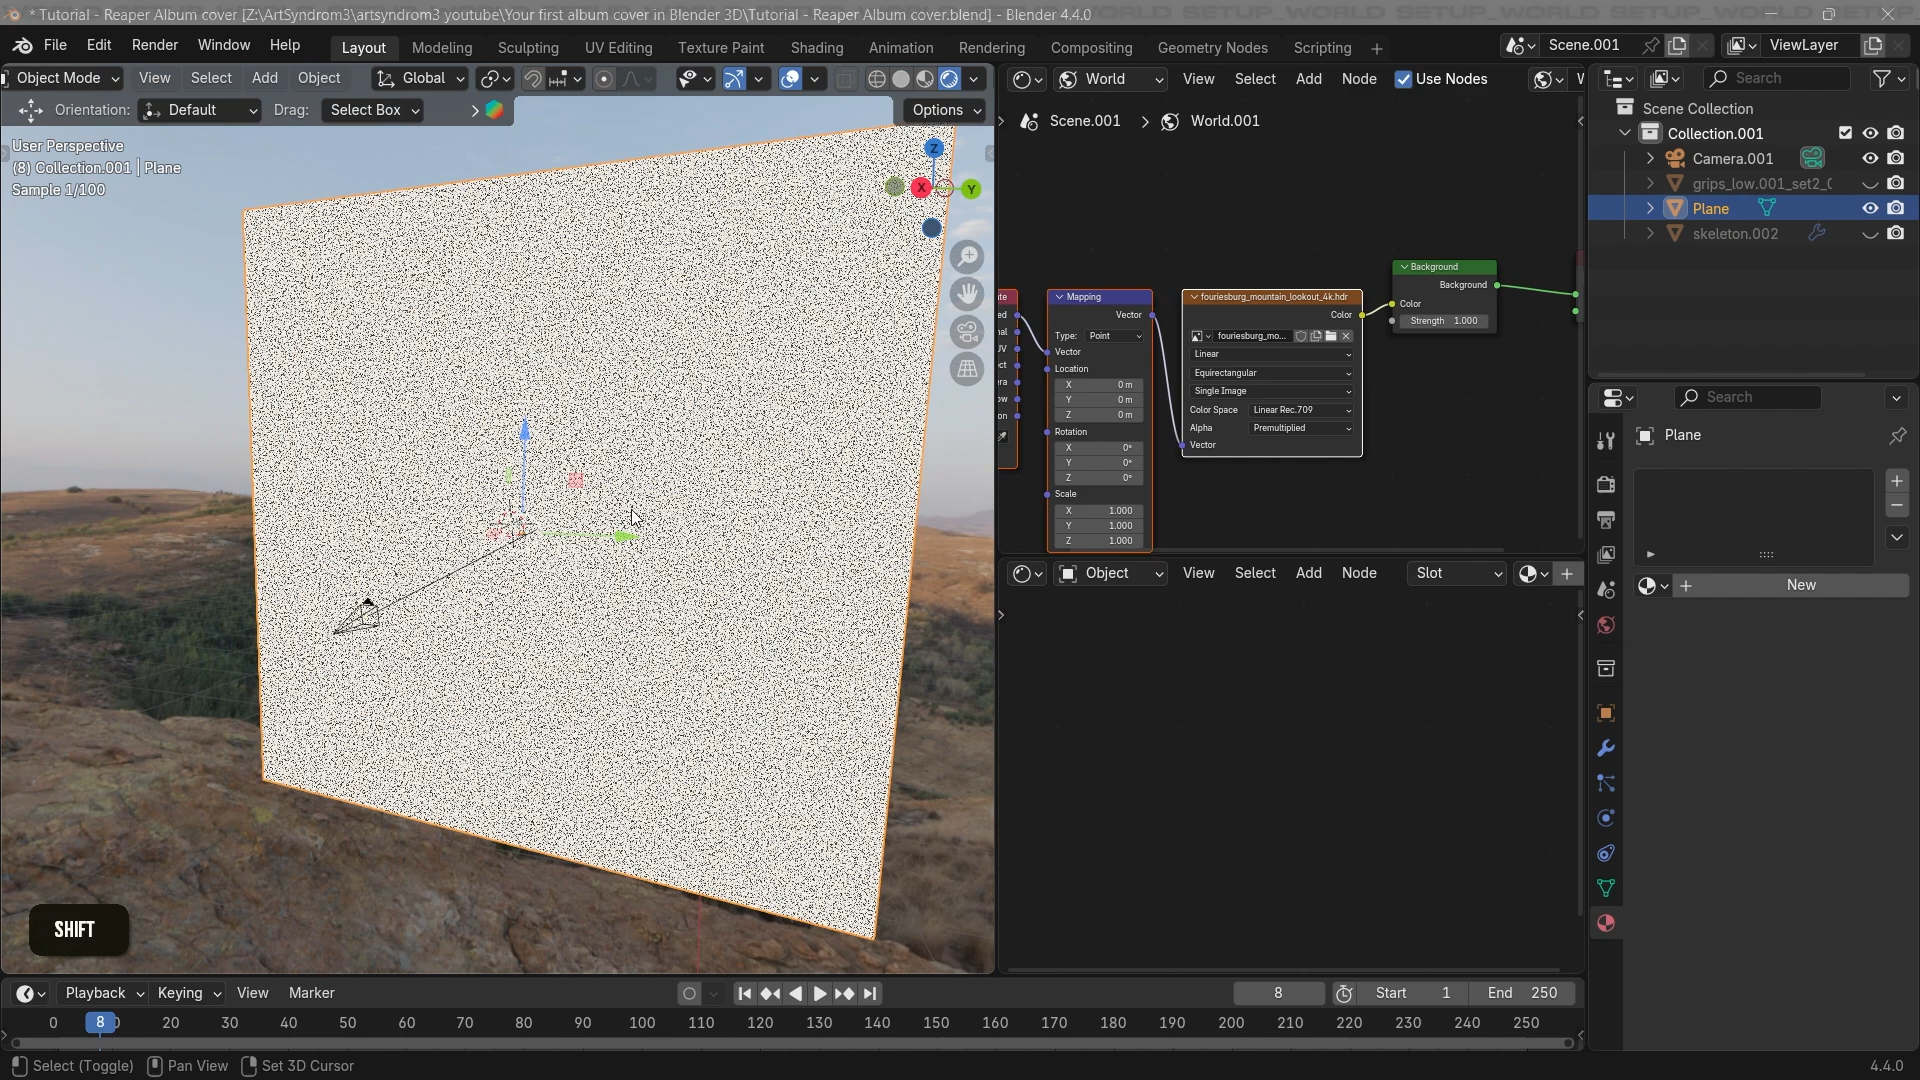 * Tutorial - Reaper Album cover [Z:\ArtSyndrom3\artsyndrom3 youtube\Your first album cover in Blender 3D\Tutorial - Reaper Album cover.blend] - Blender 4.4.0
File Edit Render Window Help Layout Modeling Sculpting UV Editing Texture Paint Shading Animation Rendering Compositing Geometry Nodes Scripting + Scene.001 ViewLayer
Object Mode View Select Add Object Global
World View Select Add Node Use Nodes
Search
Orientation: Default Drag: Select Box Options
Scene.001 > World.001
Scene Collection
Collection.001
Camera.001
grips_low.001_set2_
Plane
skeleton.002
User Perspective
(8) Collection.001 | Plane
Sample 1/100
Z
X
Y
Mapping
Vector
Type: Point
Vector
Location
X 0 m
Y 0 m
Z 0 m
Rotation
X 0°
Y 0°
Z 0°
Scale
X 1.000
Y 1.000
Z 1.000
fouriesburg_mountain_lookout_4k.hdr
Color
fouriesburg_mo...
Linear
Equirectangular
Single Image
Color Space Linear Rec.709
Alpha Premultiplied
Vector
Background
Background
Color
Strength 1.000
Search
Plane
New
Object View Select Add Node Slot
SHIFT
Playback Keying View Marker 8 Start 1 End 250
0 8 20 30 40 50 60 70 80 90 100 110 120 130 140 150 160 170 180 190 200 210 220 230 240 250
Select (Toggle) Pan View Set 3D Cursor 4.4.0